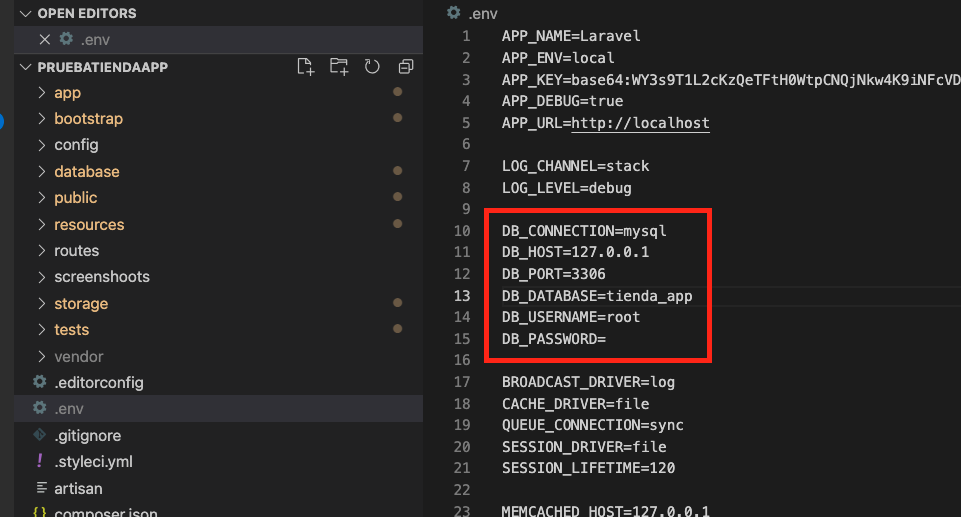 OPEN EDITORS
.env
PRUEBATIENDAAPP
app
bootstrap
config
database
public
resources
routes
screenshoots
storage
tests
vendor
.editorconfig
.env
.gitignore
.styleci.yml
artisan
composer.json
.env
1 APP_NAME=Laravel
2 APP_ENV=local
3 APP_KEY=base64:WY3s9T1L2cKzQeTFtH0WtpCNQjNkw4K9iNFcVD
4 APP_DEBUG=true
5 APP_URL=http://localhost
6
7 LOG_CHANNEL=stack
8 LOG_LEVEL=debug
9
10 DB_CONNECTION=mysql
11 DB_HOST=127.0.0.1
12 DB_PORT=3306
13 DB_DATABASE=tienda_app
14 DB_USERNAME=root
15 DB_PASSWORD=
16
17 BROADCAST_DRIVER=log
18 CACHE_DRIVER=file
19 QUEUE_CONNECTION=sync
20 SESSION_DRIVER=file
21 SESSION_LIFETIME=120
22
23 MEMCACHED_HOST=127.0.0.1